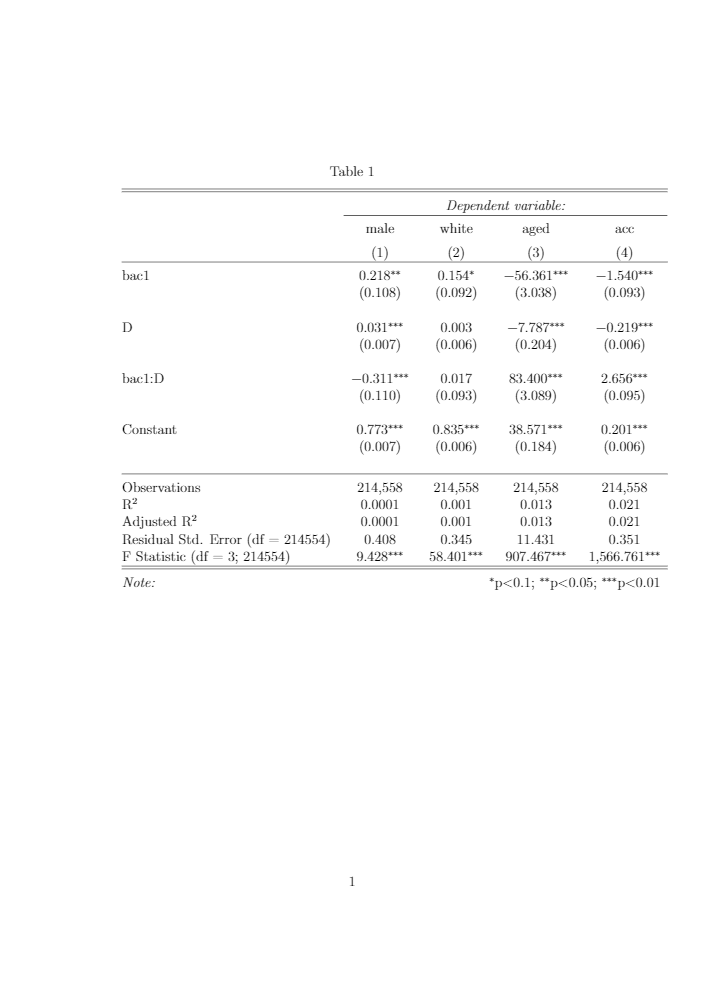 Table 1
Dependent variable:
male white aged acc
(1) (2) (3) (4)
bac1 0.218** 0.154* −56.361*** −1.540***
(0.108) (0.092) (3.038) (0.093)
D 0.031*** 0.003 −7.787*** −0.219***
(0.007) (0.006) (0.204) (0.006)
bac1:D −0.311*** 0.017 83.400*** 2.656***
(0.110) (0.093) (3.089) (0.095)
Constant 0.773*** 0.835*** 38.571*** 0.201***
(0.007) (0.006) (0.184) (0.006)
Observations 214,558 214,558 214,558 214,558
R² 0.0001 0.001 0.013 0.021
Adjusted R² 0.0001 0.001 0.013 0.021
Residual Std. Error (df = 214554) 0.408 0.345 11.431 0.351
F Statistic (df = 3; 214554) 9.428*** 58.401*** 907.467*** 1,566.761***
Note: *p<0.1; **p<0.05; ***p<0.01
1